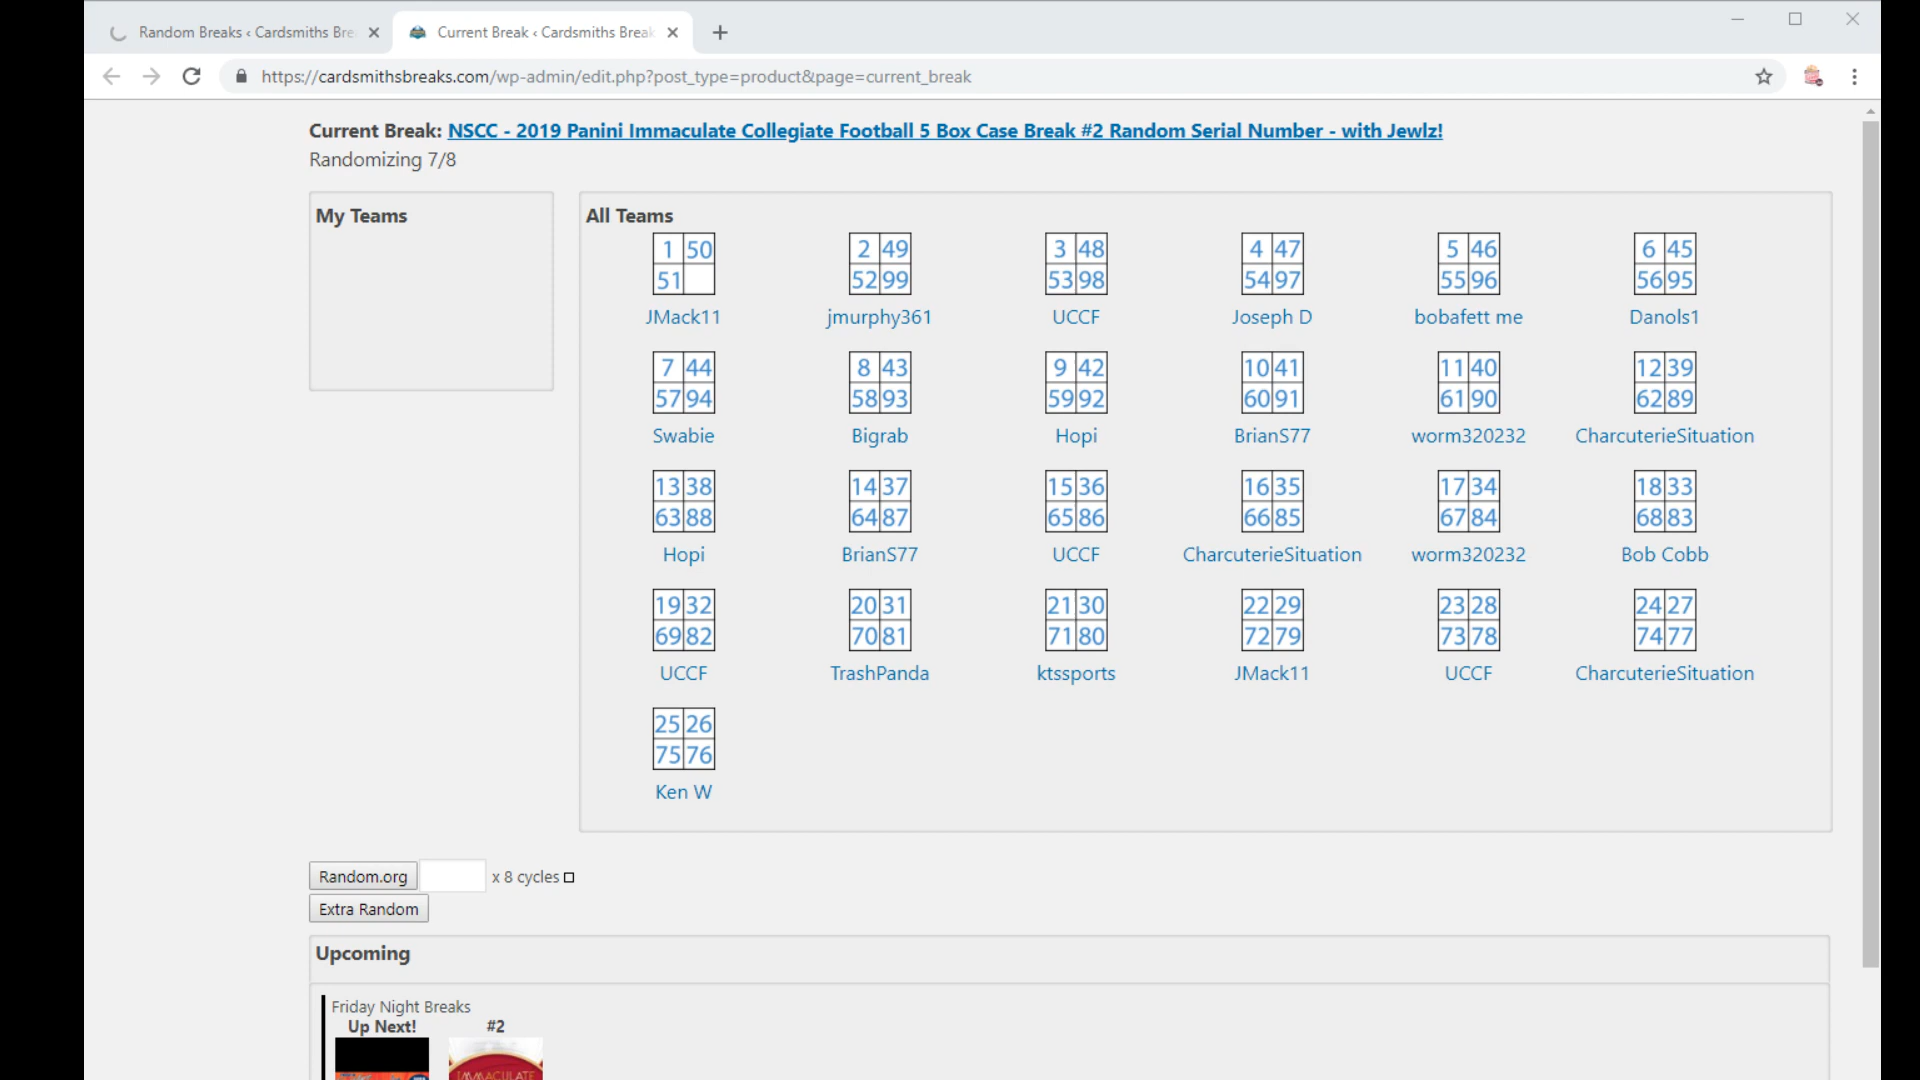 Random Breaks ‹ Cardsmiths Bre
Current Break ‹ Cardsmiths Break
https://cardsmithsbreaks.com/wp-admin/edit.php?post_type=product&page=current_break
Current Break: NSCC - 2019 Panini Immaculate Collegiate Football 5 Box Case Break #2 Random Serial Number - with Jewlz!
Randomizing 7/8
My Teams
All Teams
1 50 2 49 3 48 4 47 5 46 6 45
51 52 99 53 98 54 97 55 96 56 95
JMack11 jmurphy361 UCCF Joseph D bobafett me Danols1
7 44 8 43 9 42 10 41 11 40 12 39
57 94 58 93 59 92 60 91 61 90 62 89
Swabie Bigrab Hopi BrianS77 worm320232 CharcuterieSituation
13 38 14 37 15 36 16 35 17 34 18 33
63 88 64 87 65 86 66 85 67 84 68 83
Hopi BrianS77 UCCF CharcuterieSituation worm320232 Bob Cobb
19 32 20 31 21 30 22 29 23 28 24 27
69 82 70 81 71 80 72 79 73 78 74 77
UCCF TrashPanda ktssports JMack11 UCCF CharcuterieSituation
25 26
75 76
Ken W
Random.org x 8 cycles
Extra Random
Upcoming
Friday Night Breaks
Up Next! #2
IMMACULATE